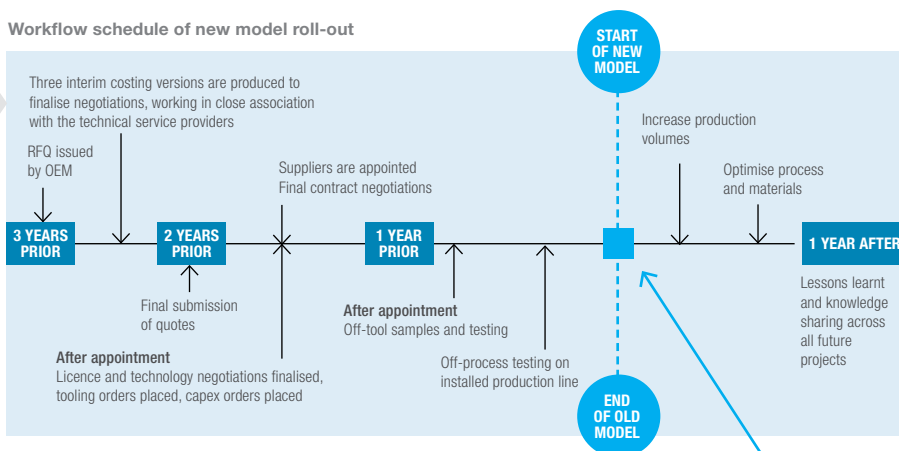 Workflow schedule of new model roll-out
START
OF NEW
MODEL
Three interim costing versions are produced to
finalise negotiations, working in close association
with the technical service providers
RFQ issued
by OEM
Suppliers are appointed
Final contract negotiations
Increase production
volumes
Optimise process
and materials
3 YEARS
PRIOR
2 YEARS
PRIOR
1 YEAR
PRIOR
1 YEAR AFTER
Final submission
of quotes
After appointment
Licence and technology negotiations finalised,
tooling orders placed, capex orders placed
After appointment
Off-tool samples and testing
Off-process testing on
installed production line
Lessons learnt
and knowledge
sharing across
all future
projects
END
OF OLD
MODEL